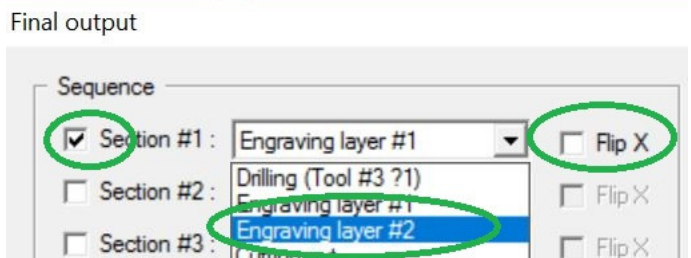 Final output
Sequence
Section #1 : Engraving layer #1 Flip X
Drilling (Tool #3 ?1)
Section #2 : Engraving layer #1 Flip X
Engraving layer #2
Section #3 : Flip X